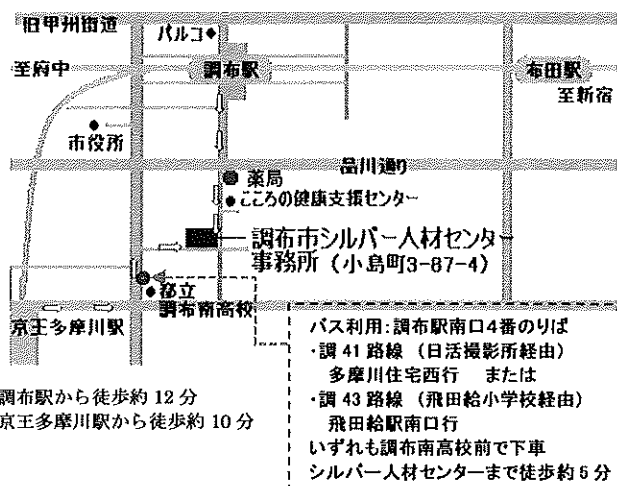 旧甲州街道
パルコ
至府中
調布駅
布田駅
至新宿
市役所
品川通り
薬局
こころの健康支援センター
調布市シルバー人材センター
事務所（小島町3-87-4）
都立
調布南高校
京王多摩川駅
調布駅から徒歩約 12 分
京王多摩川駅から徒歩約 10 分
バス利用：調布駅南口4番のりば
・調 41 路線 （日活撮影所経由）
多摩川住宅西行 または
・調 43 路線 （飛田給小学校経由）
飛田給駅南口行
いずれも調布南高校前で下車
シルバー人材センターまで徒歩約 5 分